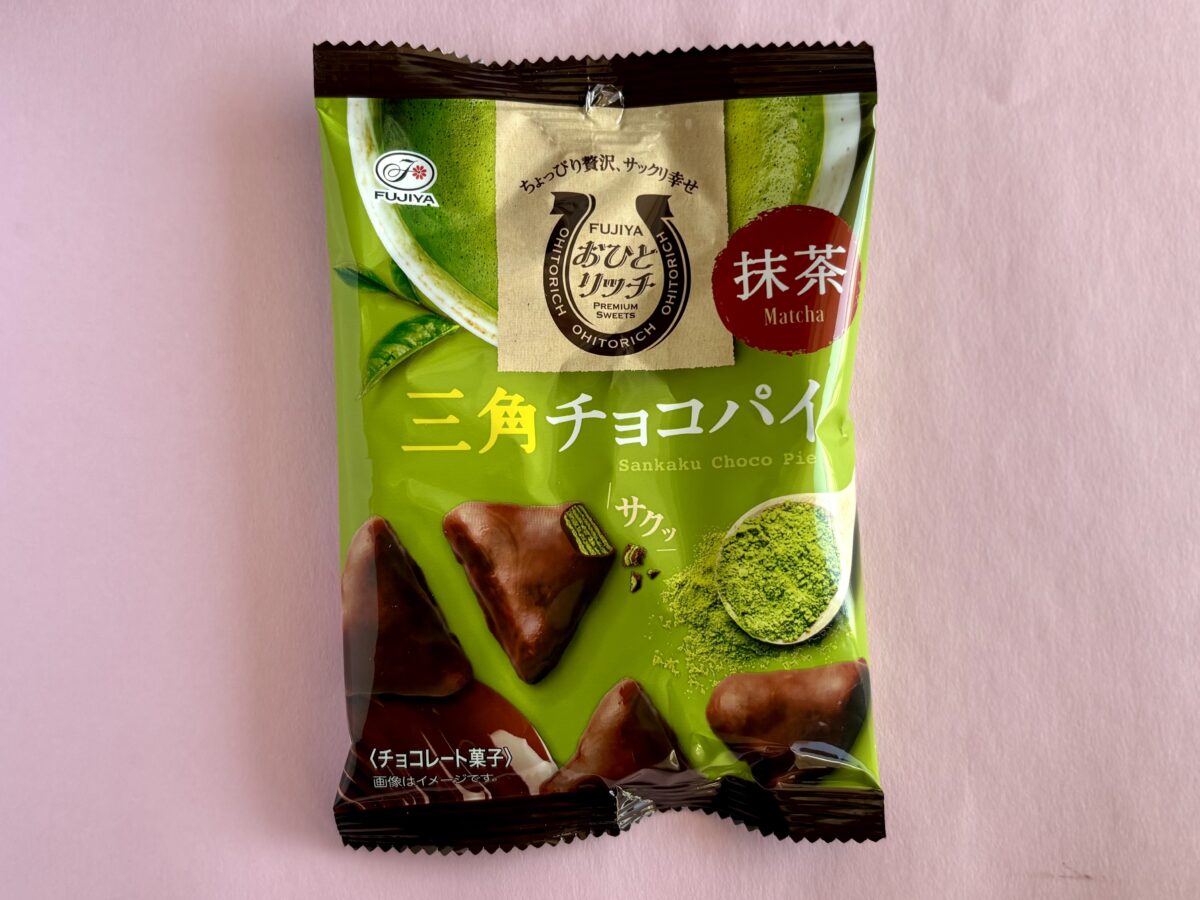 FUJIYA
ちょっぴり贅沢、サックリ幸せ
FUJIYA
おひと
リッチ
PREMIUM
SWEETS
OHITORICH OHITORICH OHITORICH
抹茶
Matcha
三角チョコパイ
Sankaku Choco Pie
サクッ
〈チョコレート菓子〉
画像はイメージです。